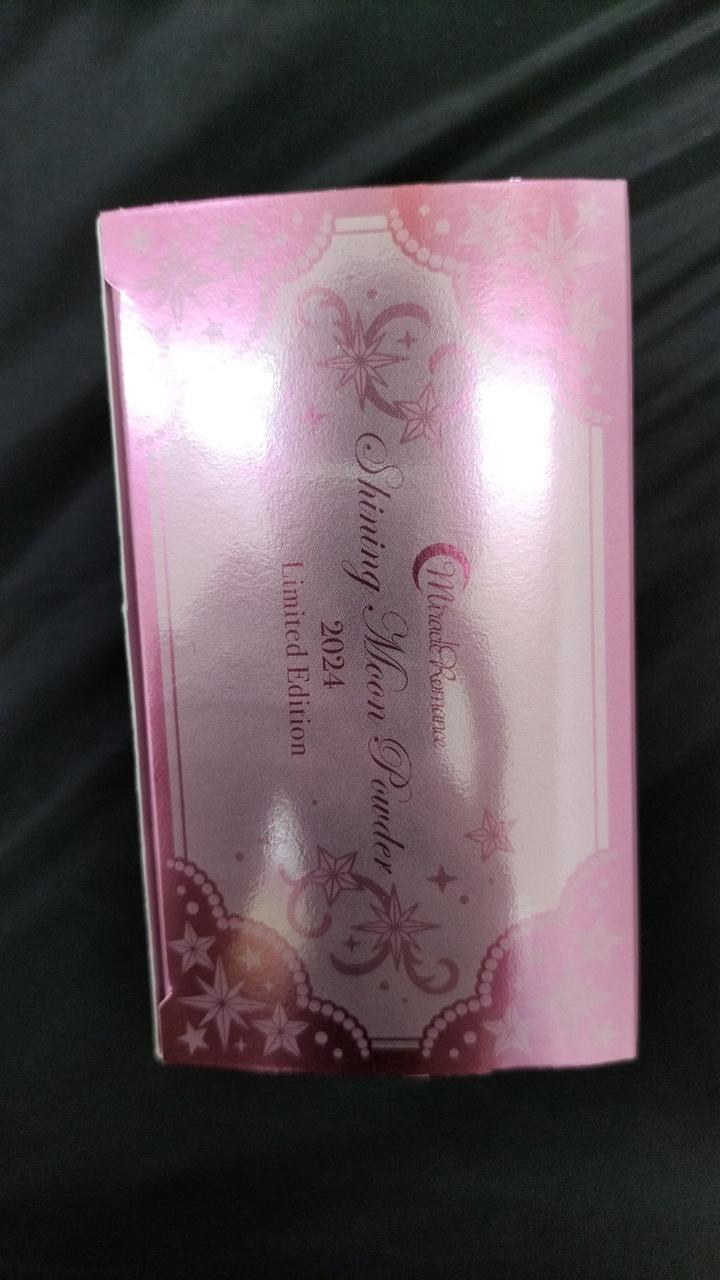 Miracle Romance
Shining Moon Powder
2024
Limited Edition